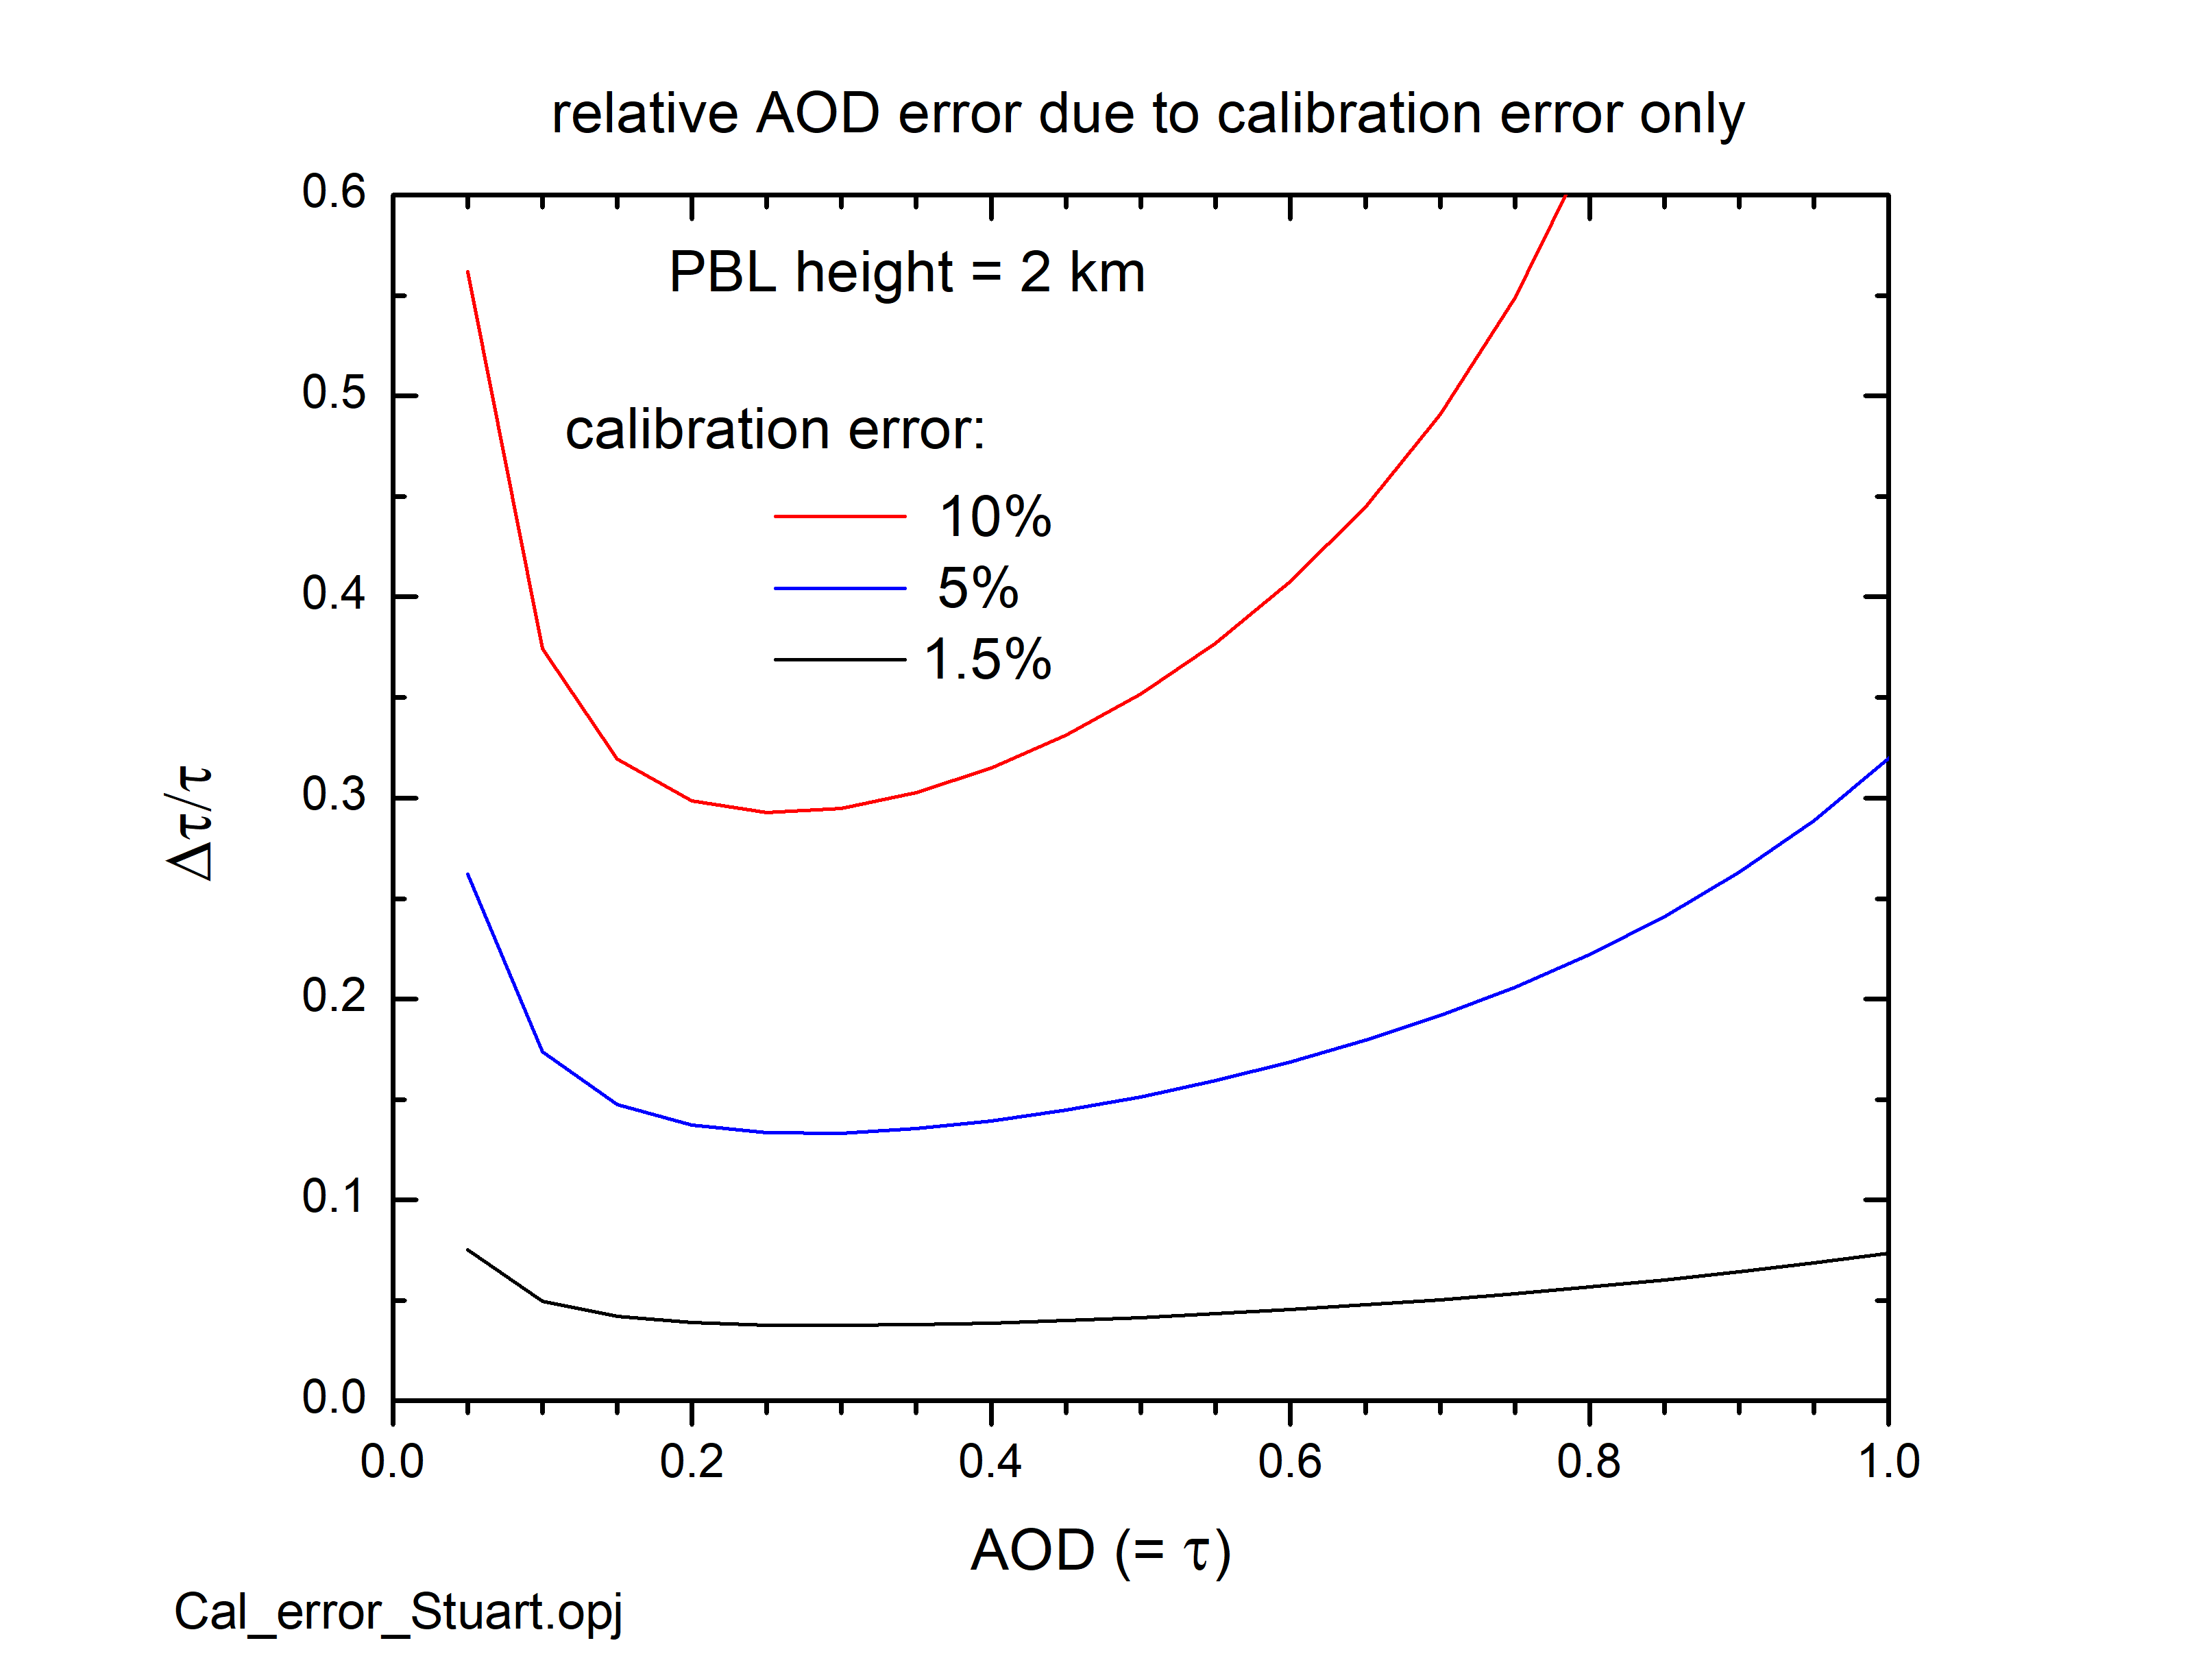 relative AOD error due to calibration error only
0.6
0.5
0.4
0.3
0.2
0.1
0.0
Δτ/τ
PBL height = 2 km
calibration error:
10%
5%
1.5%
0.0 0.2 0.4 0.6 0.8 1.0
AOD (= τ)
Cal_error_Stuart.opj